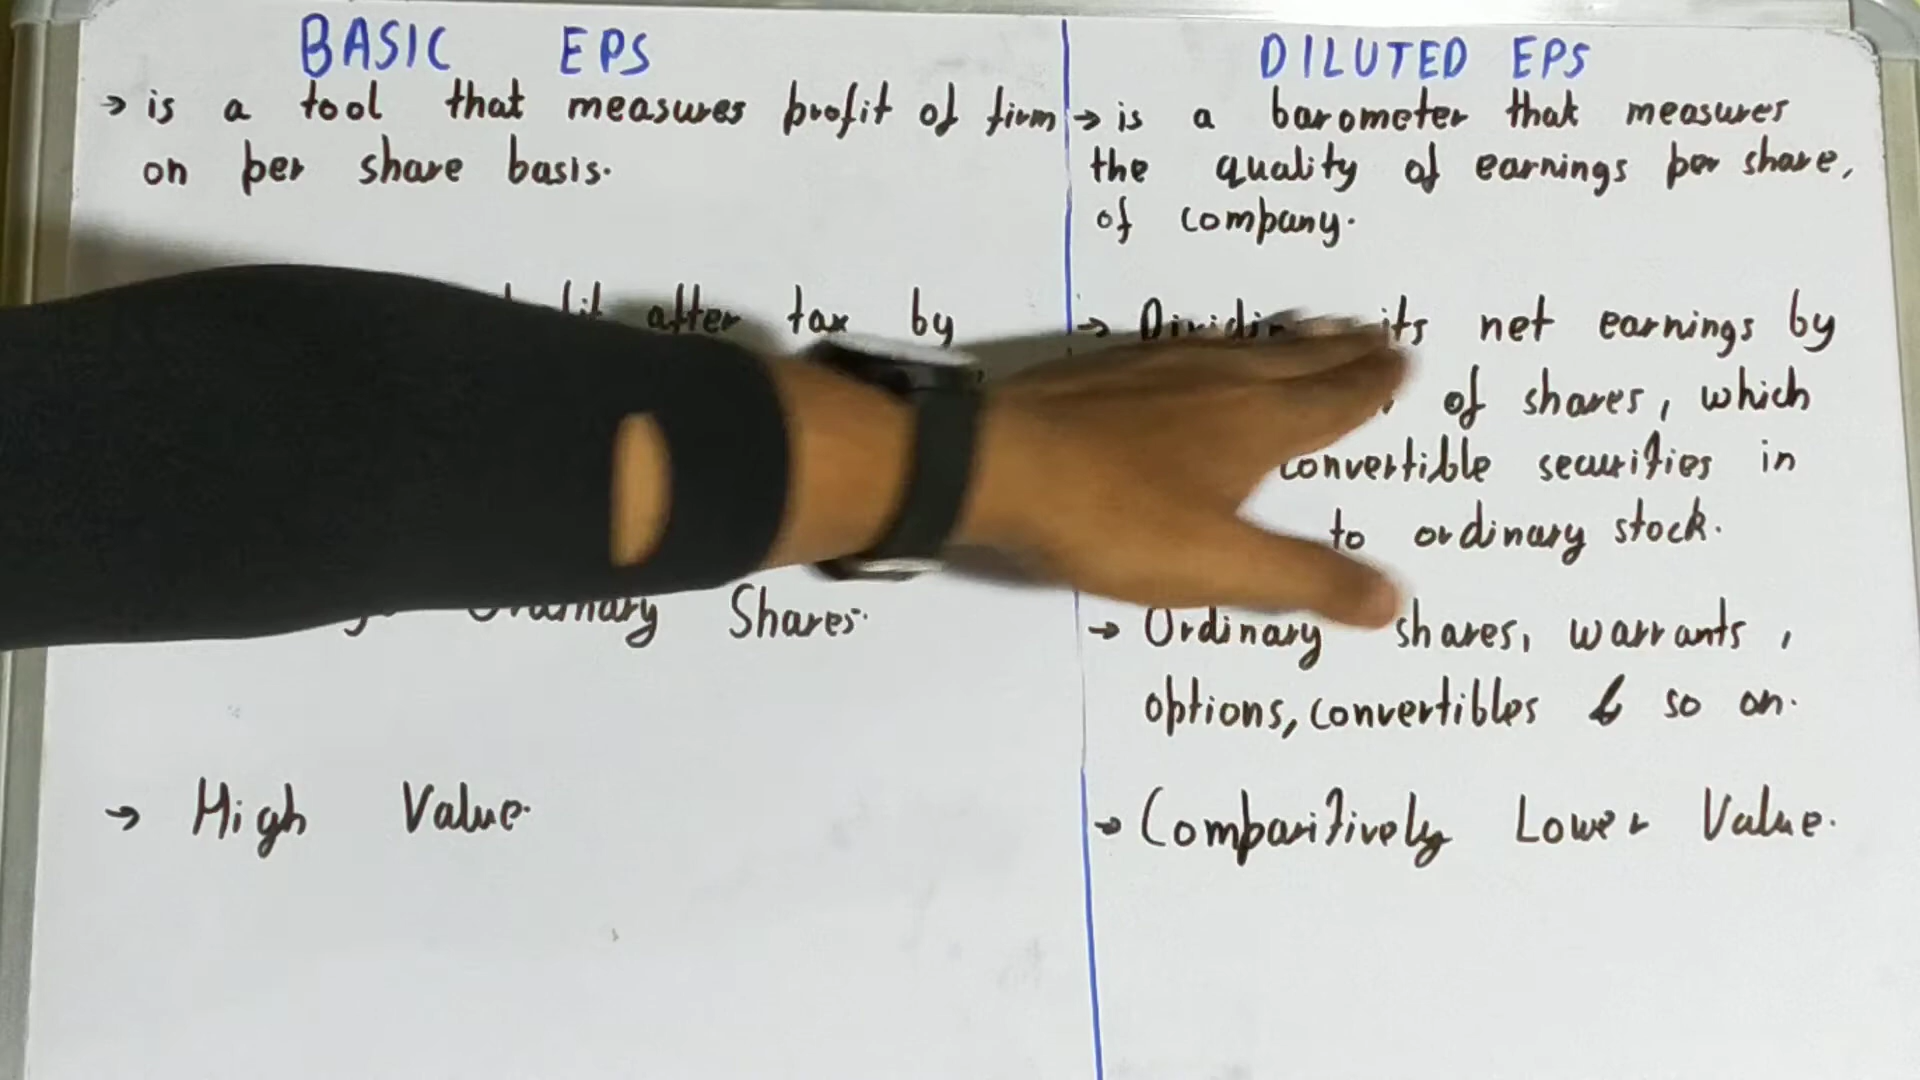 BASIC EPS
→ is a tool that measures profit of firm
on per share basis.
after tax by
Shares.
→ High Value.
DILUTED EPS
→ is a barometer that measures
the quality of earnings per share,
of company.
→ its net earnings by
of shares, which
convertible securities in
to ordinary stock.
→ Ordinary shares, warrants,
options, convertibles & so on.
→ Comparitively Lower Value.